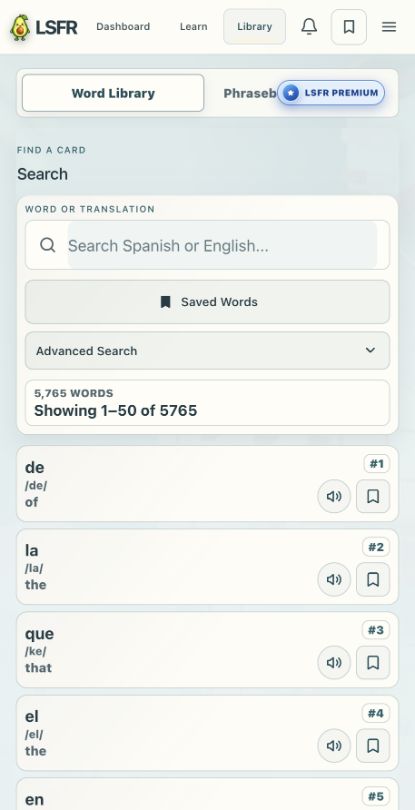 LSFR Dashboard Learn Library
Word Library Phraseb LSFR PREMIUM
FIND A CARD
Search
WORD OR TRANSLATION
Search Spanish or English...
Saved Words
Advanced Search
5,765 WORDS
Showing 1–50 of 5765
de #1
/de/
of
la #2
/la/
the
que #3
/ke/
that
el #4
/el/
the
en #5